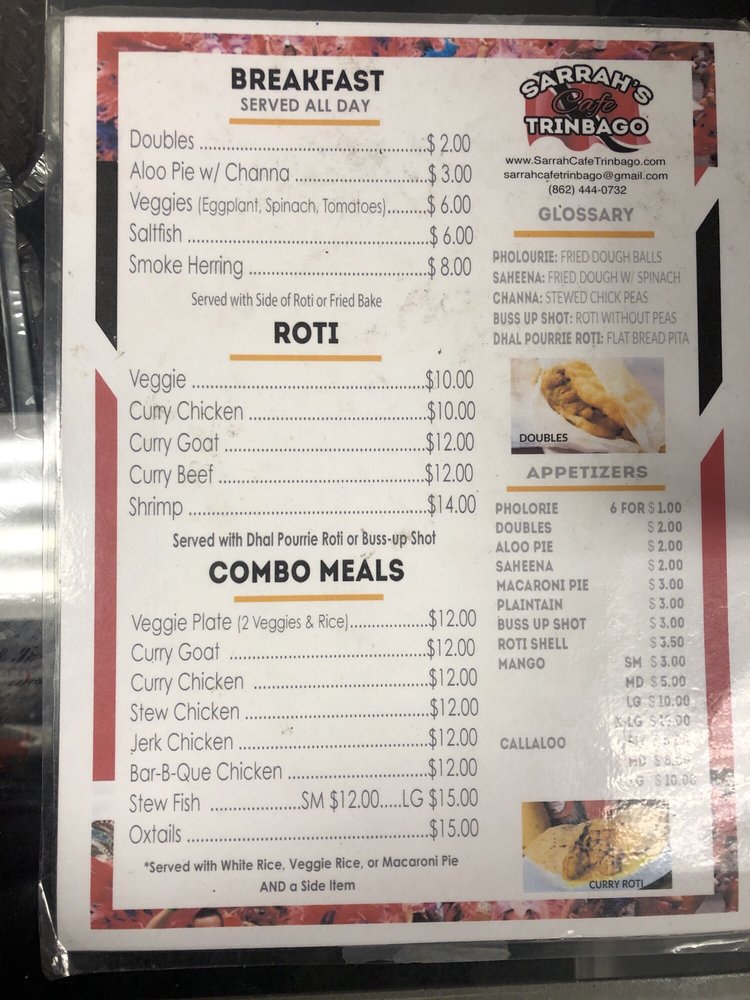 BREAKFAST
SERVED ALL DAY
Doubles ..........$ 2.00
Aloo Pie w/ Channa ..........$ 3.00
Veggies (Eggplant, Spinach, Tomatoes)..........$ 6.00
Saltfish ..........$ 6.00
Smoke Herring ..........$ 8.00
Served with Side of Roti or Fried Bake
ROTI
Veggie ..........$10.00
Curry Chicken ..........$10.00
Curry Goat ..........$12.00
Curry Beef ..........$12.00
Shrimp ..........$14.00
Served with Dhal Pourrie Roti or Buss-up Shot
COMBO MEALS
Veggie Plate (2 Veggies & Rice)..........$12.00
Curry Goat ..........$12.00
Curry Chicken ..........$12.00
Stew Chicken ..........$12.00
Jerk Chicken ..........$12.00
Bar-B-Que Chicken ..........$12.00
Stew Fish ..........SM $12.00.....LG $15.00
Oxtails ..........$15.00
*Served with White Rice, Veggie Rice, or Macaroni Pie
AND a Side Item
SARRAH'S
Cafe
TRINBAGO
www.SarrahCafeTrinbago.com
sarrahcafetrinbago@gmail.com
(862) 444-0732
GLOSSARY
PHOLOURIE: FRIED DOUGH BALLS
SAHEENA: FRIED DOUGH W/ SPINACH
CHANNA: STEWED CHICK PEAS
BUSS UP SHOT: ROTI WITHOUT PEAS
DHAL POURRIE ROTI: FLAT BREAD PITA
DOUBLES
APPETIZERS
PHOLORIE 6 FOR $ 1.00
DOUBLES $ 2.00
ALOO PIE $ 2.00
SAHEENA $ 2.00
MACARONI PIE $ 3.00
PLAINTAIN $ 3.00
BUSS UP SHOT $ 3.00
ROTI SHELL $ 3.50
MANGO SM $ 3.00
MD $ 5.00
LG $ 10.00
X-LG
CALLALOO
MD
LG $ 10.00
CURRY ROTI